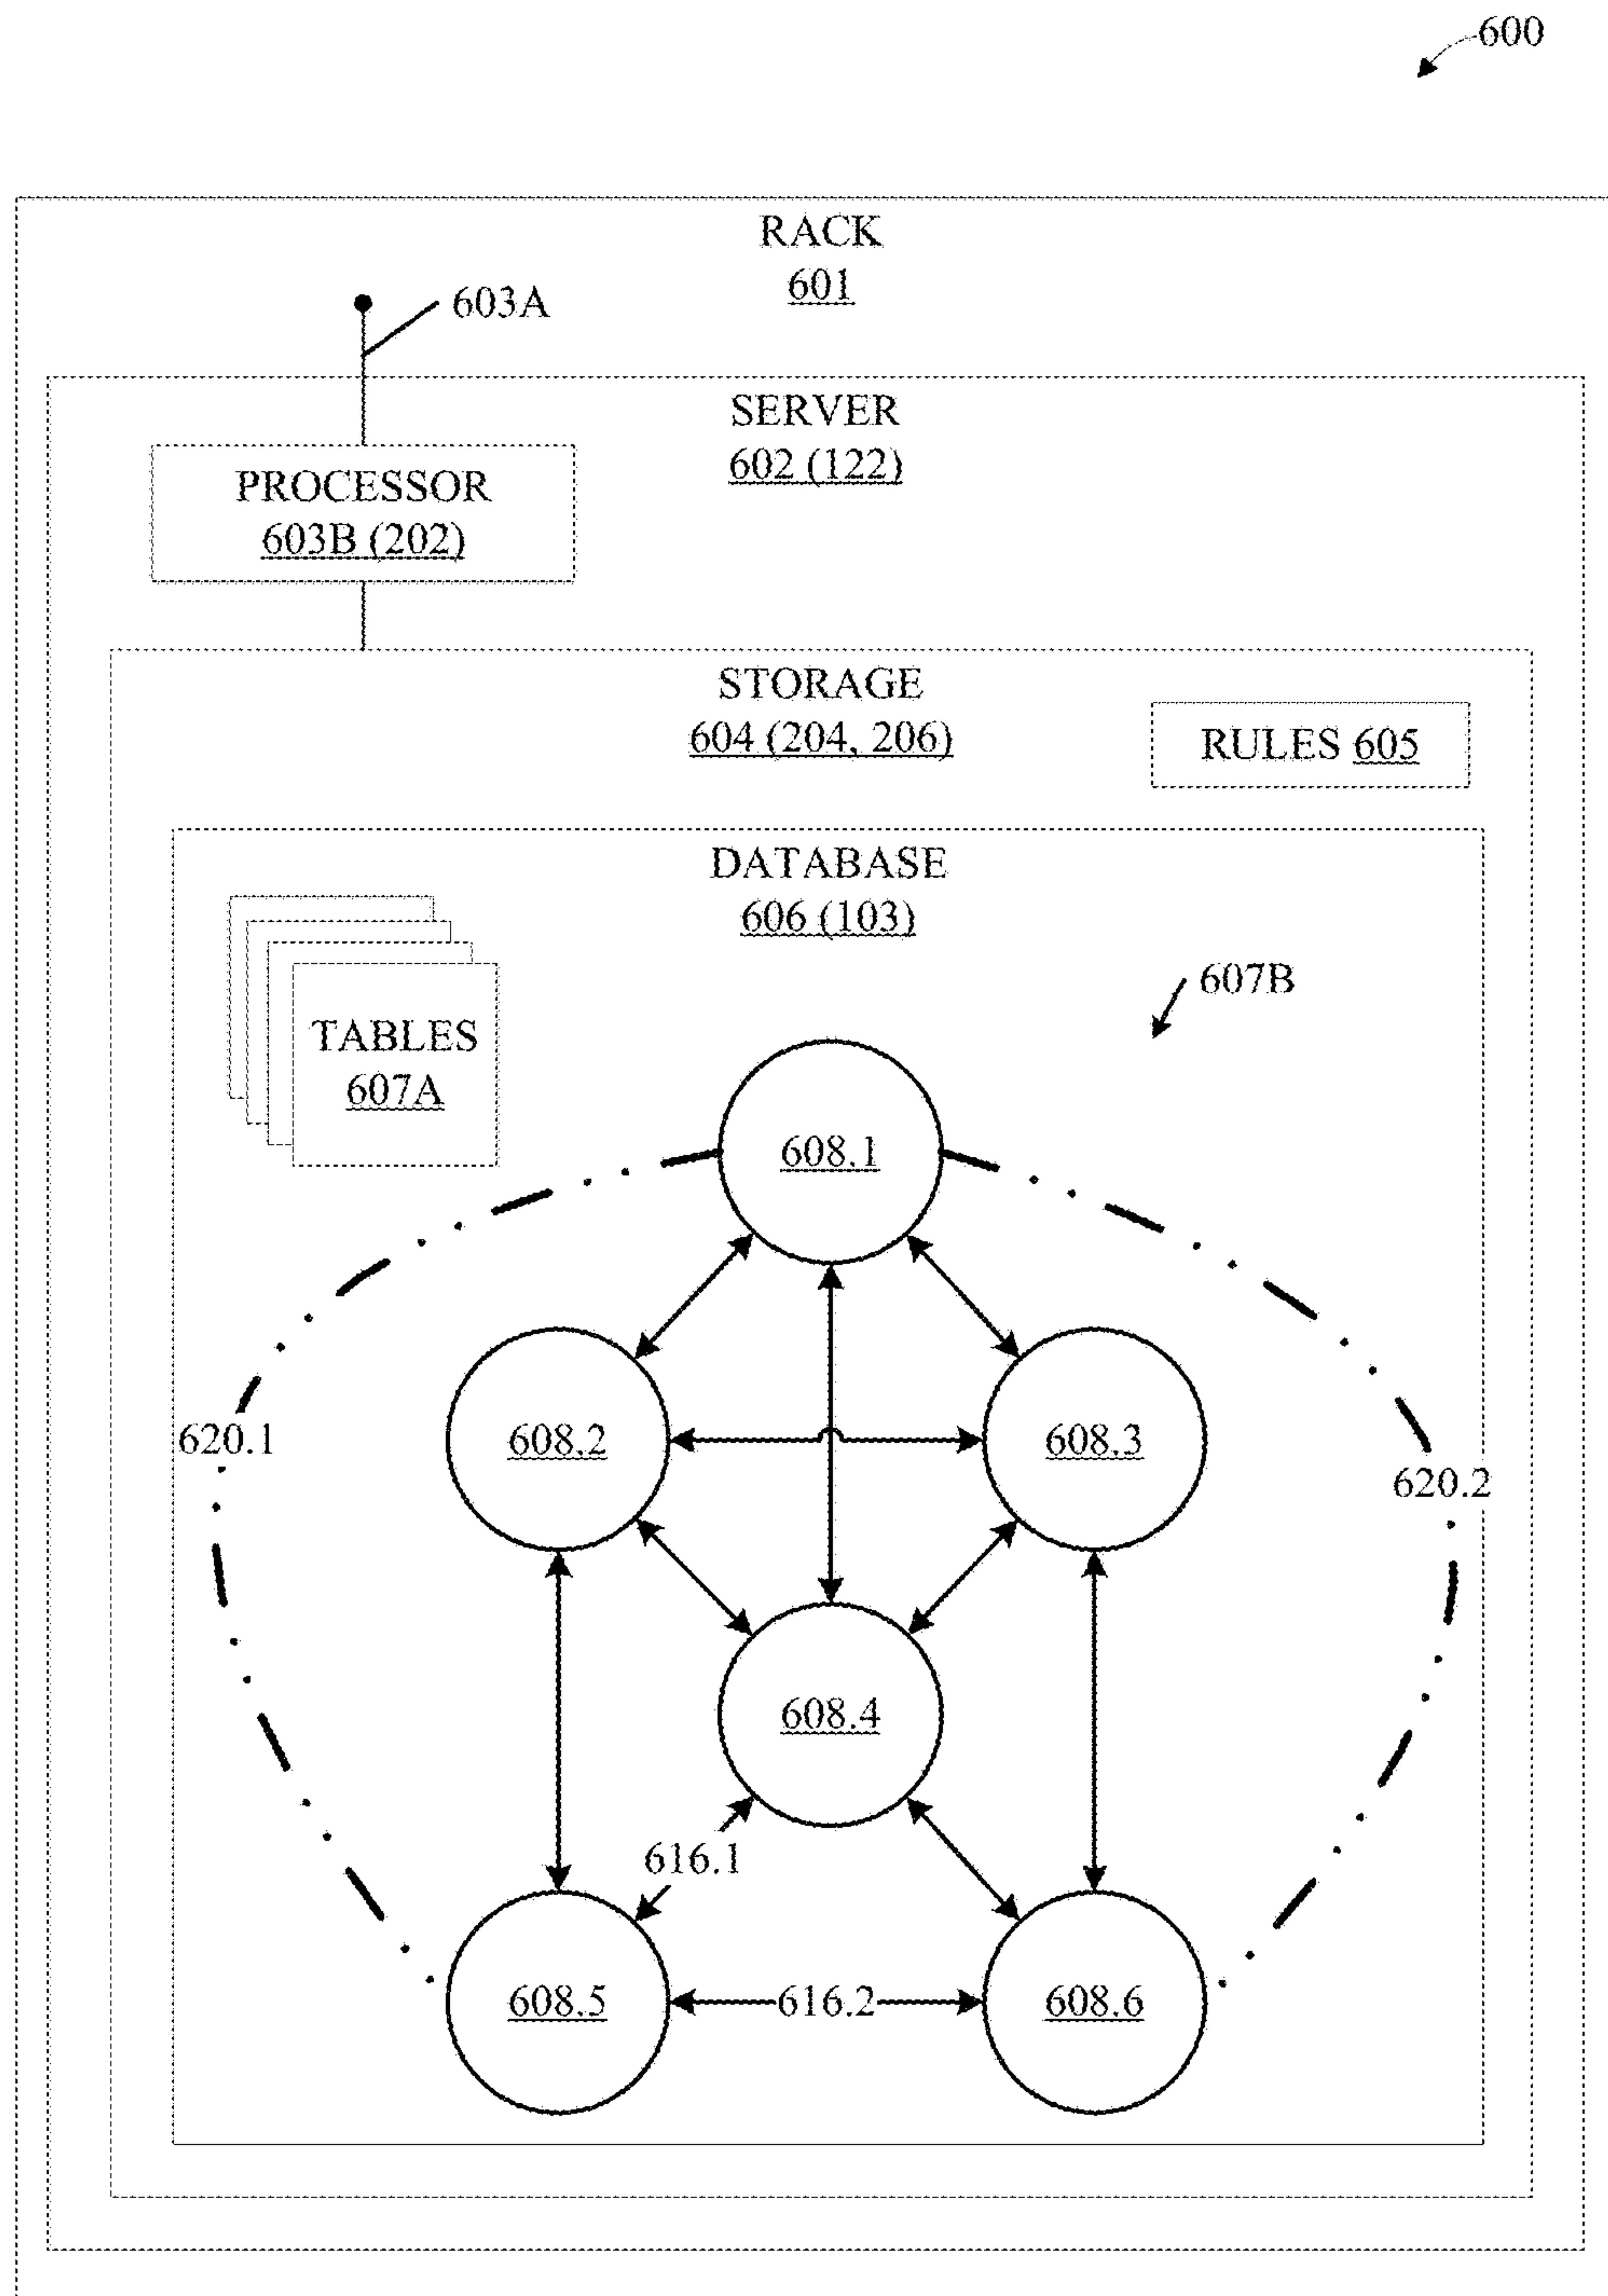 600
RACK
601
603A
SERVER
602 (122)
PROCESSOR
603B (202)
STORAGE
604 (204, 206)
RULES 605
DATABASE
606 (103)
607B
TABLES
607A
608.1
608.2
608.3
620.1
620.2
608.4
616.1
608.5
616.2
608.6